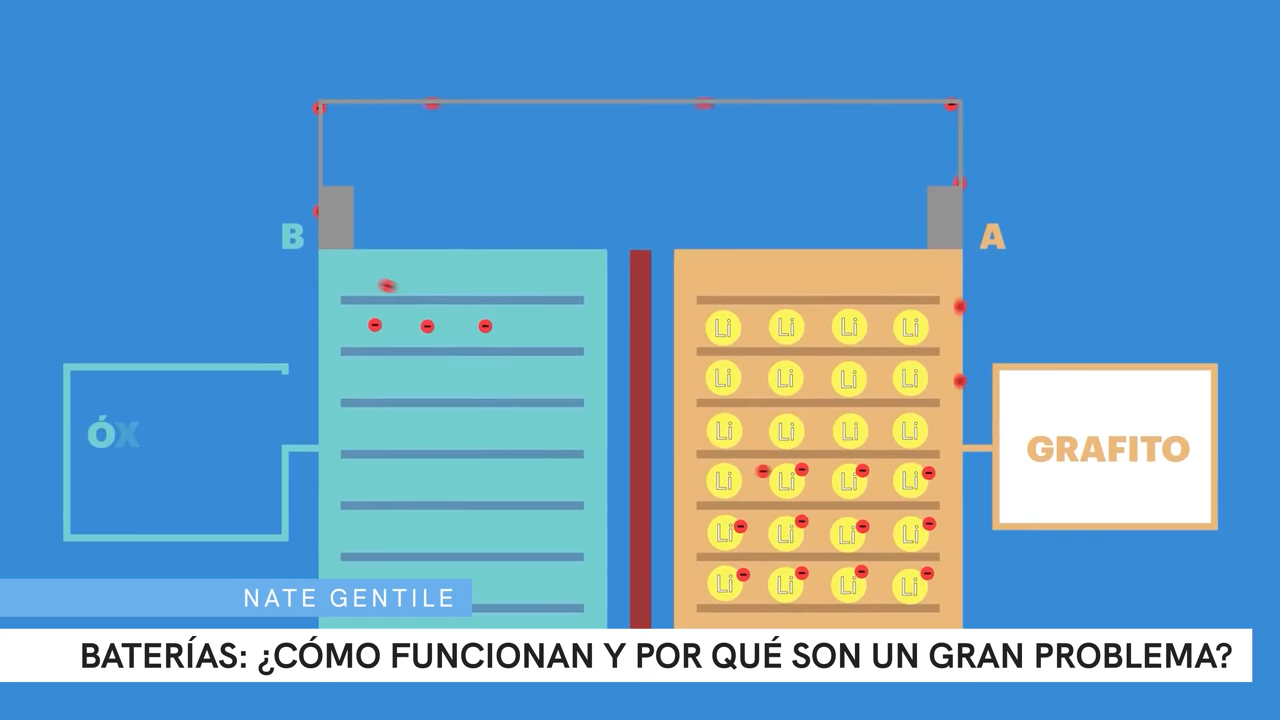 B
A
Li Li Li Li
Li Li Li Li
Li Li Li Li
ÓX
Li Li Li Li
GRAFITO
Li Li Li Li
Li Li Li Li
NATE GENTILE
BATERÍAS: ¿CÓMO FUNCIONAN Y POR QUÉ SON UN GRAN PROBLEMA?